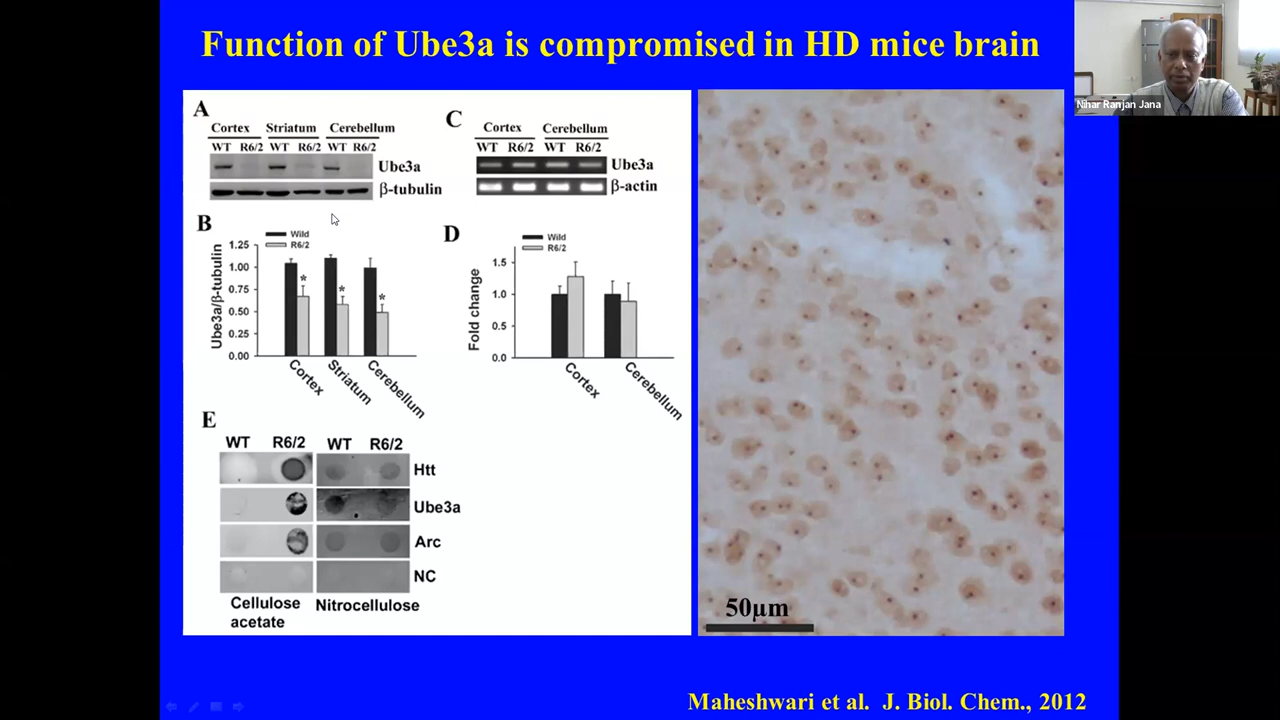 Function of Ube3a is compromised in HD mice brain
Nihar Ranjan Jana
A
Cortex Striatum Cerebellum
WT R6/2 WT R6/2 WT R6/2
Ube3a
β-tubulin
C
Cortex Cerebellum
WT R6/2 WT R6/2
Ube3a
β-actin
B
Wild
R6/2
Ube3a/β-tubulin
1.25
1.00
0.75
0.50
0.25
0.00
* * *
Cortex
Striatum
Cerebellum
D
Wild
R6/2
Fold change
1.5
1.0
0.5
0.0
Cortex
Cerebellum
E
WT R6/2 WT R6/2
Htt
Ube3a
Arc
NC
Cellulose
acetate
Nitrocellulose
50µm
Maheshwari et al. J. Biol. Chem., 2012